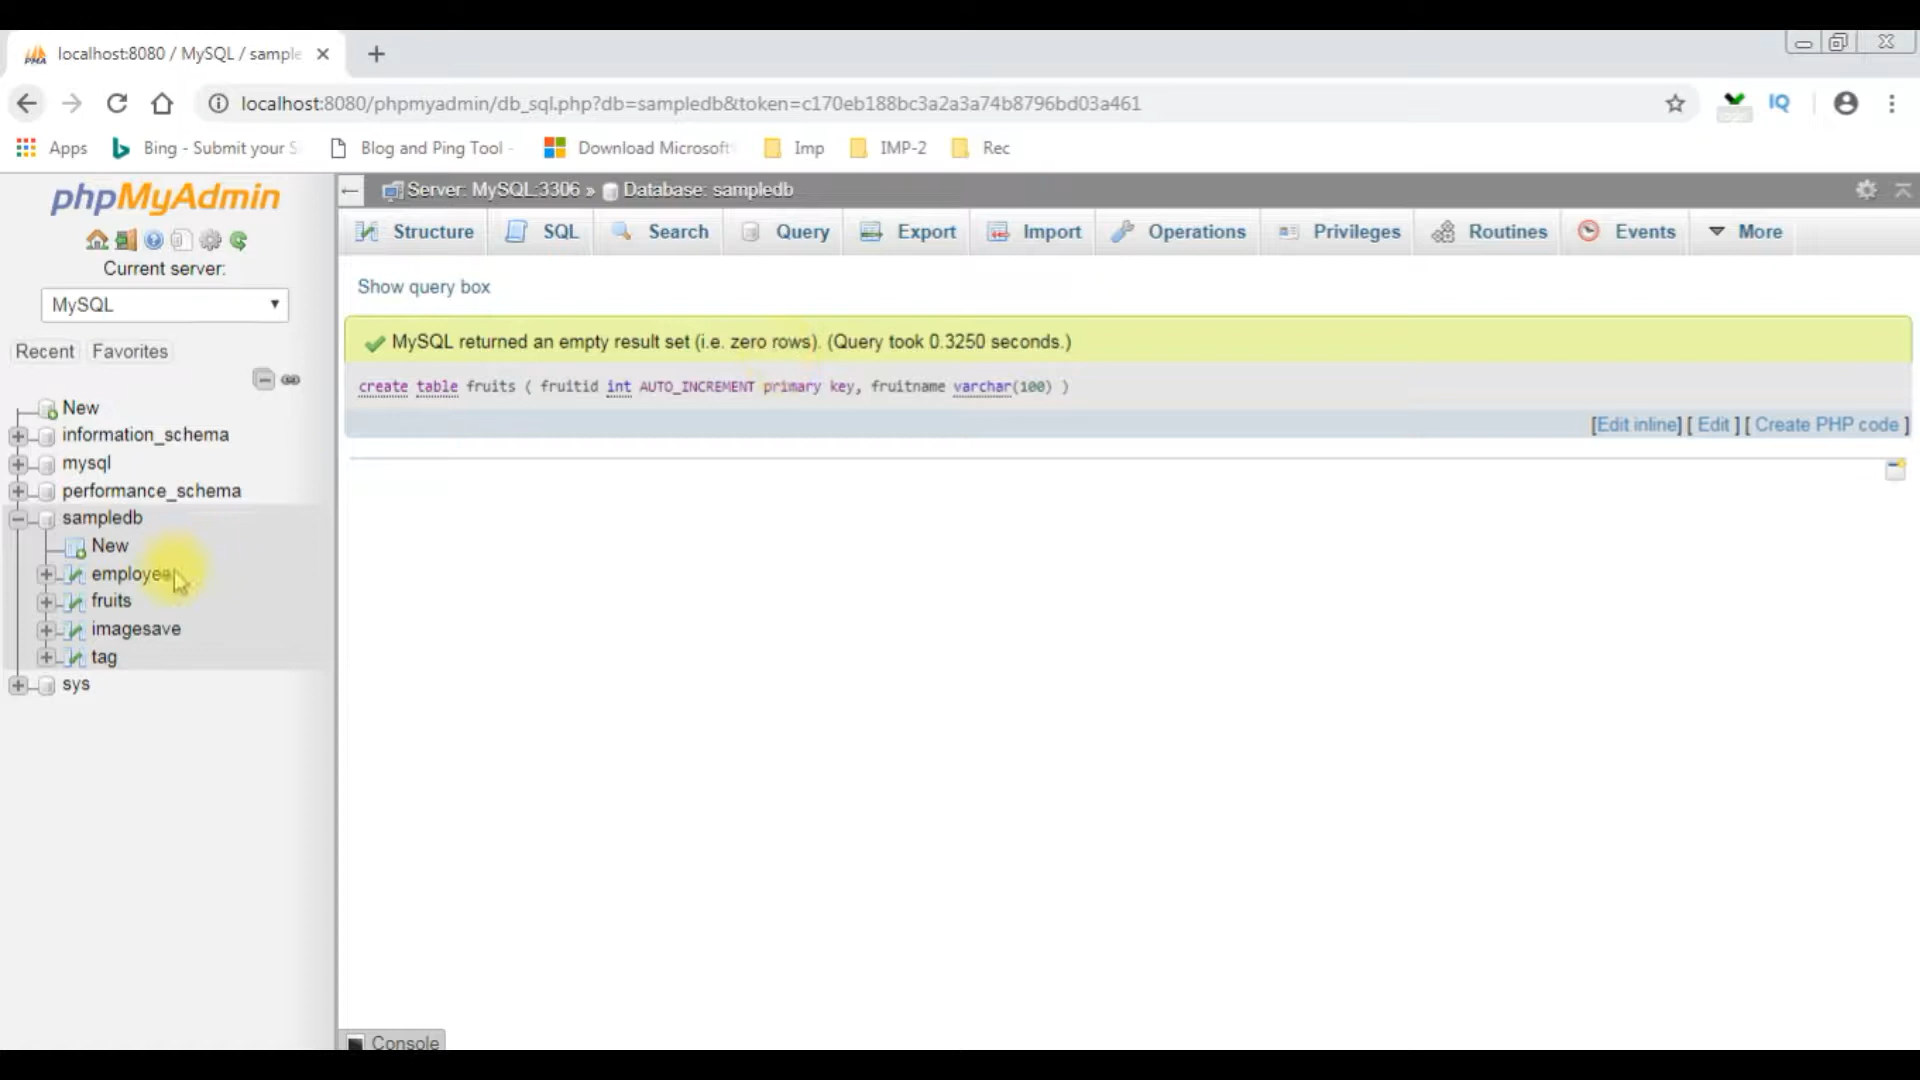 localhost:8080 / MySQL / sample
localhost:8080/phpmyadmin/db_sql.php?db=sampledb&token=c170eb188bc3a2a3a74b8796bd03a461
IQ
Apps
Bing - Submit your S
Blog and Ping Tool -
Download Microsoft
Imp
IMP-2
Rec
phpMyAdmin
Current server:
MySQL
Recent
Favorites
New
information_schema
mysql
performance_schema
sampledb
New
employee
fruits
imagesave
tag
sys
Server: MySQL:3306 » Database: sampledb
Structure
SQL
Search
Query
Export
Import
Operations
Privileges
Routines
Events
More
Show query box
MySQL returned an empty result set (i.e. zero rows). (Query took 0.3250 seconds.)
create table fruits ( fruitid int AUTO_INCREMENT primary key, fruitname varchar(100) )
[Edit inline] [ Edit ] [ Create PHP code ]
Console